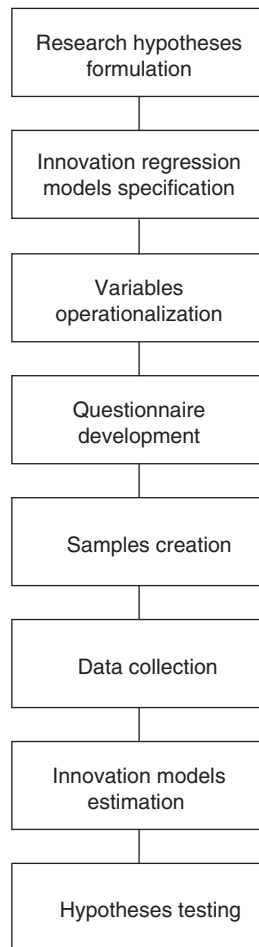 Research hypotheses
formulation
Innovation regression
models specification
Variables
operationalization
Questionnaire
development
Samples creation
Data collection
Innovation models
estimation
Hypotheses testing